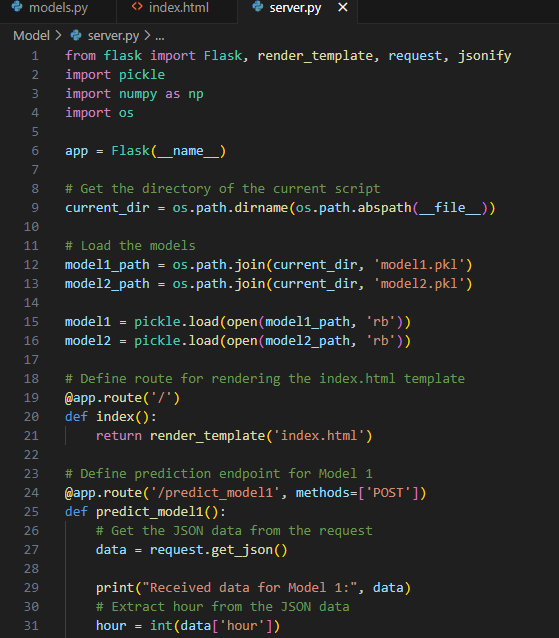 models.py <> index.html server.py ×
Model > server.py > ...
1 from flask import Flask, render_template, request, jsonify
2 import pickle
3 import numpy as np
4 import os
5
6 app = Flask(__name__)
7
8 # Get the directory of the current script
9 current_dir = os.path.dirname(os.path.abspath(__file__))
10
11 # Load the models
12 model1_path = os.path.join(current_dir, 'model1.pkl')
13 model2_path = os.path.join(current_dir, 'model2.pkl')
14
15 model1 = pickle.load(open(model1_path, 'rb'))
16 model2 = pickle.load(open(model2_path, 'rb'))
17
18 # Define route for rendering the index.html template
19 @app.route('/')
20 def index():
21     return render_template('index.html')
22
23 # Define prediction endpoint for Model 1
24 @app.route('/predict_model1', methods=['POST'])
25 def predict_model1():
26     # Get the JSON data from the request
27     data = request.get_json()
28
29     print("Received data for Model 1:", data)
30     # Extract hour from the JSON data
31     hour = int(data['hour'])